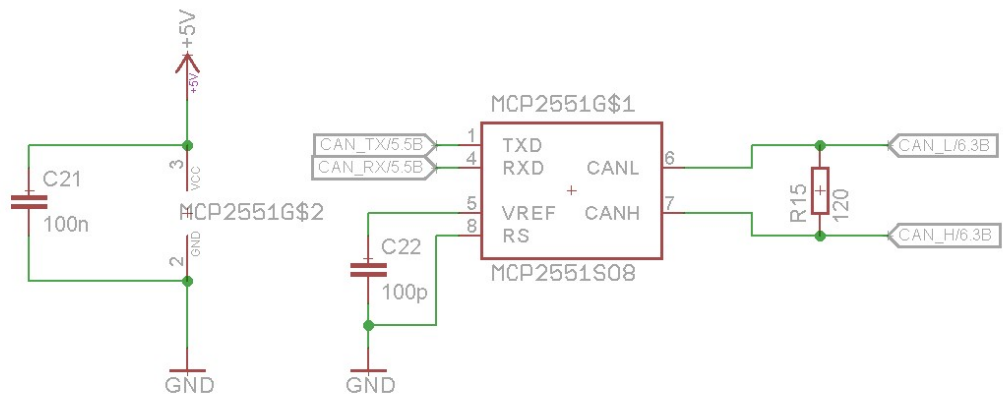 +5V
+5V
3
VCC
C21
100n
MCP2551G$2
GND
2
GND
MCP2551G$1
CAN_TX/5.5B
1
TXD
CAN_RX/5.5B
4
RXD
CANL
6
CAN_L/6.3B
5
VREF
CANH
7
R15
120
8
RS
CAN_H/6.3B
C22
100p
MCP2551SO8
GND